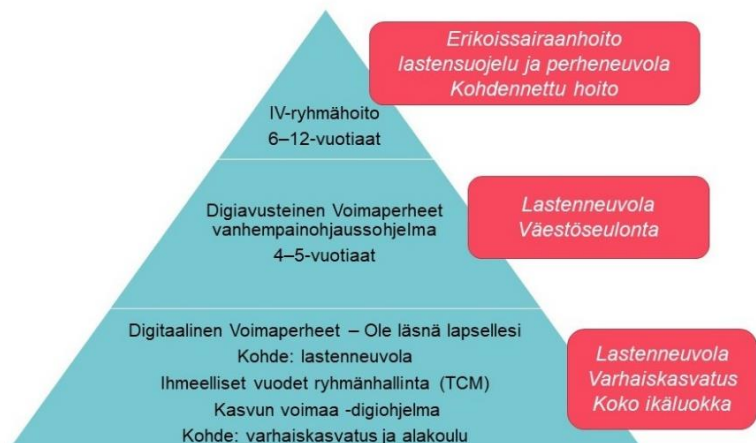 Erikoissairaanhoito
lastensuojelu ja perheneuvola
Kohdennettu hoito
IV-ryhmähoito
6–12-vuotiaat
Digiavusteinen Voimaperheet
vanhempainohjaussohjelma
4–5-vuotiaat
Lastenneuvola
Väestöseulonta
Digitaalinen Voimaperheet – Ole läsnä lapsellesi
Kohde: lastenneuvola
Ihmeelliset vuodet ryhmänhallinta (TCM)
Kasvun voimaa -digiohjelma
Kohde: varhaiskasvatus ja alakoulu
Lastenneuvola
Varhaiskasvatus
Koko ikäluokka